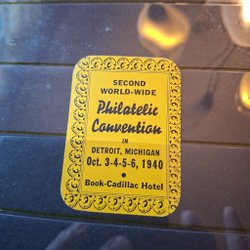 SECOND
WORLD-WIDE
Philatelic
Convention
IN
DETROIT, MICHIGAN
Oct. 3-4-5-6, 1940
•
Book-Cadillac Hotel